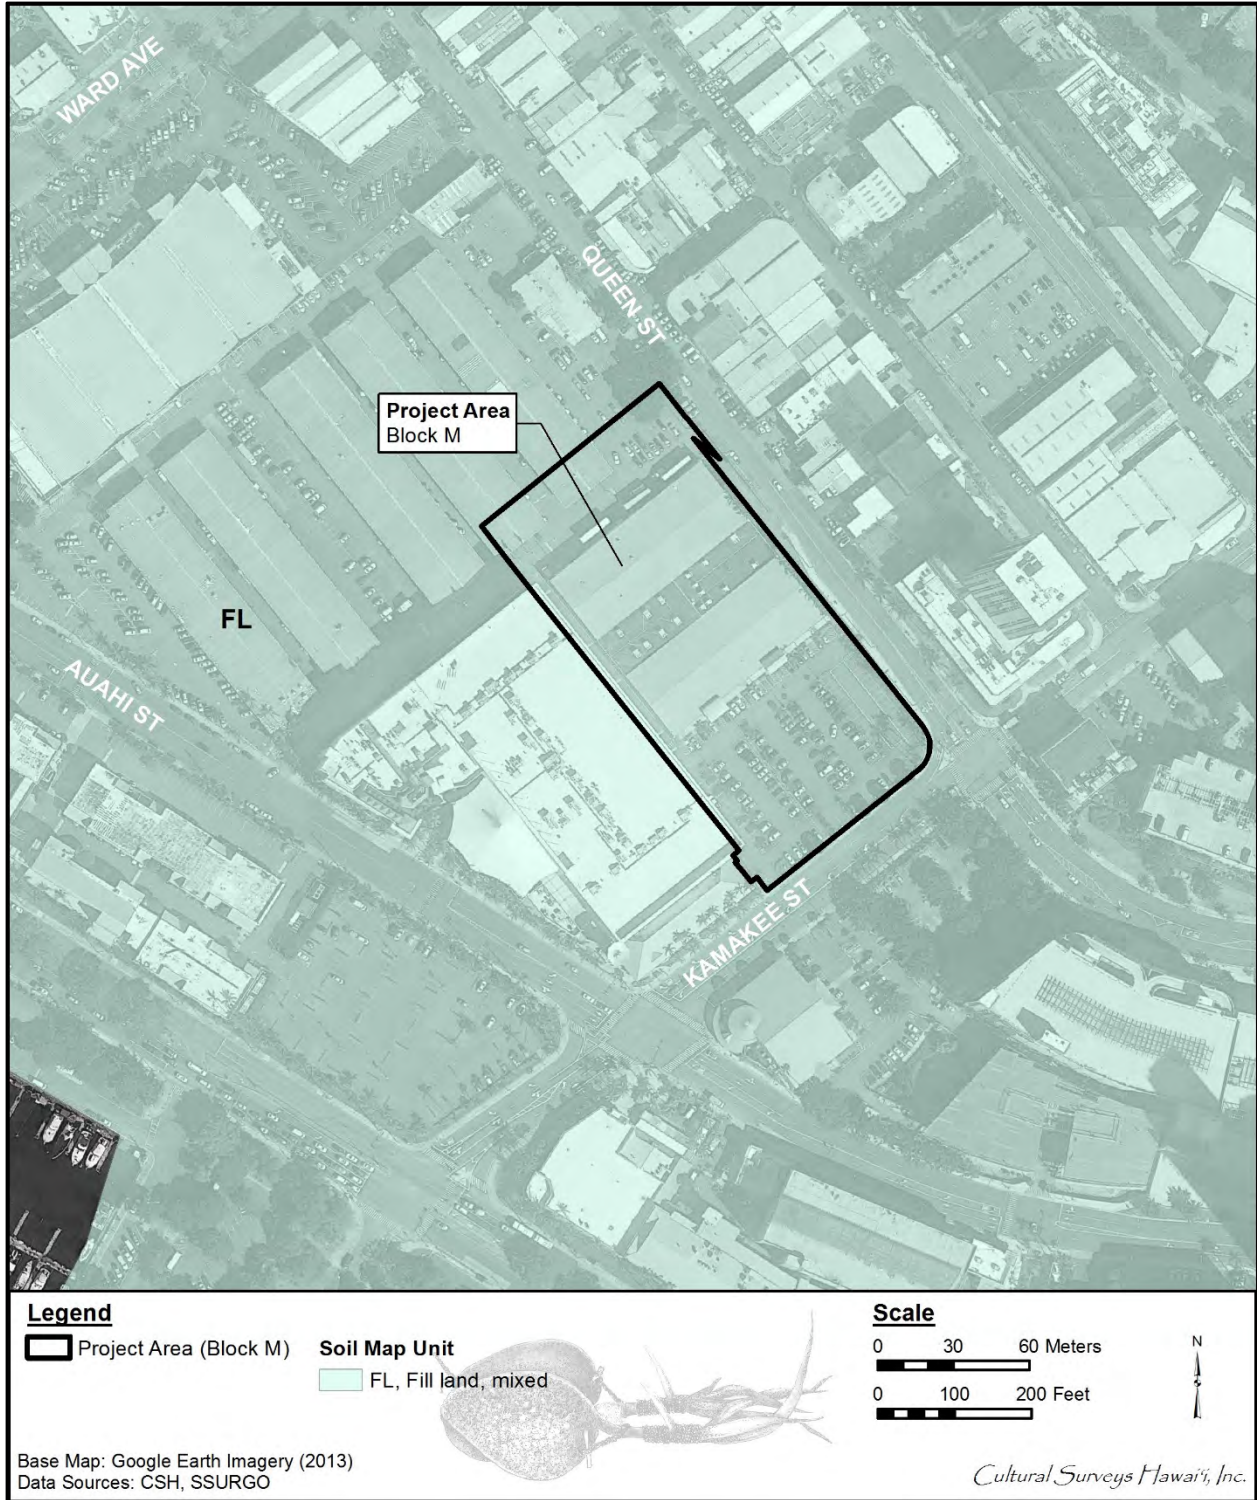 WARD AVE
QUEEN ST
Project Area
Block M
FL
AUAHI ST
KAMAKEE ST
Legend
Project Area (Block M)
Soil Map Unit
FL, Fill land, mixed
Scale
0 30 60 Meters
0 100 200 Feet
N
Base Map: Google Earth Imagery (2013)
Data Sources: CSH, SSURGO
Cultural Surveys Hawaiʻi, Inc.